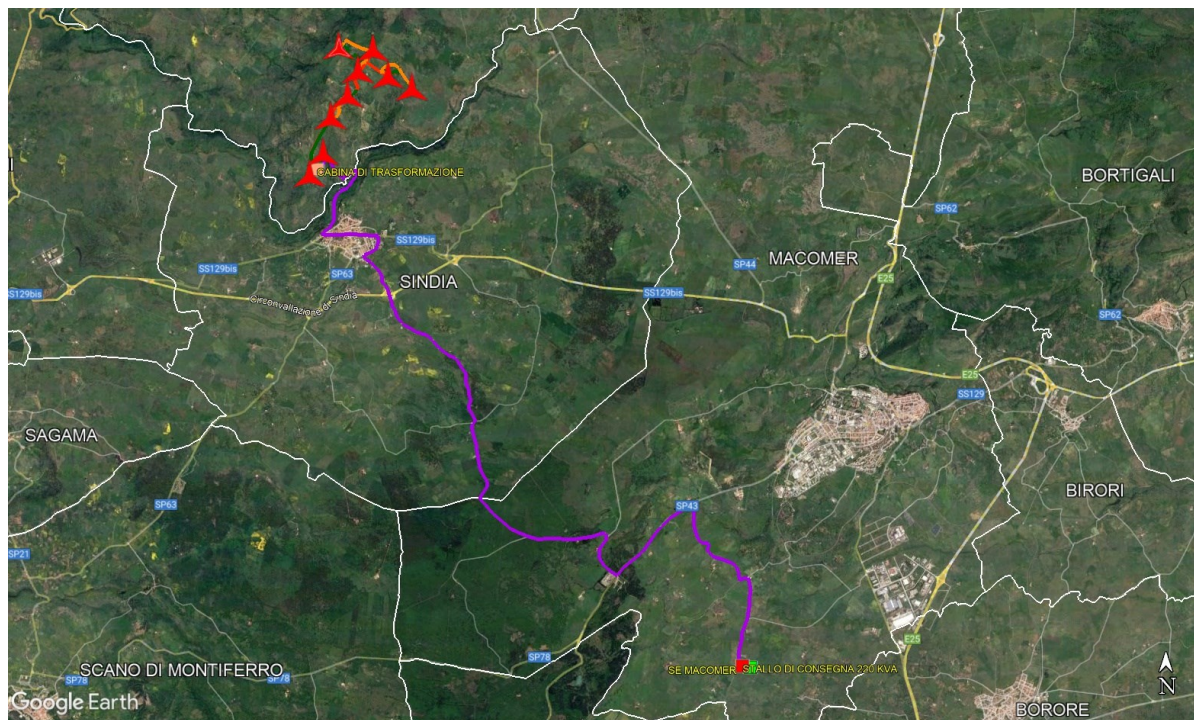 CABINA DI TRASFORMAZIONE
BORTIGALI
SP62
SS129bis
SS129bis
SP44
MACOMER
SP63
SINDIA
E25
SS129bis
SS129bis
Circonvallazione di Sindia
SP62
E25
SS129
SAGAMA
SP63
SP43
BIRORI
SP21
E25
SP78
SCANO DI MONTIFERRO
SP78
SP78
SE MACOMER
STALLO DI CONSEGNA 220 KVA
N
Google Earth
BORORE